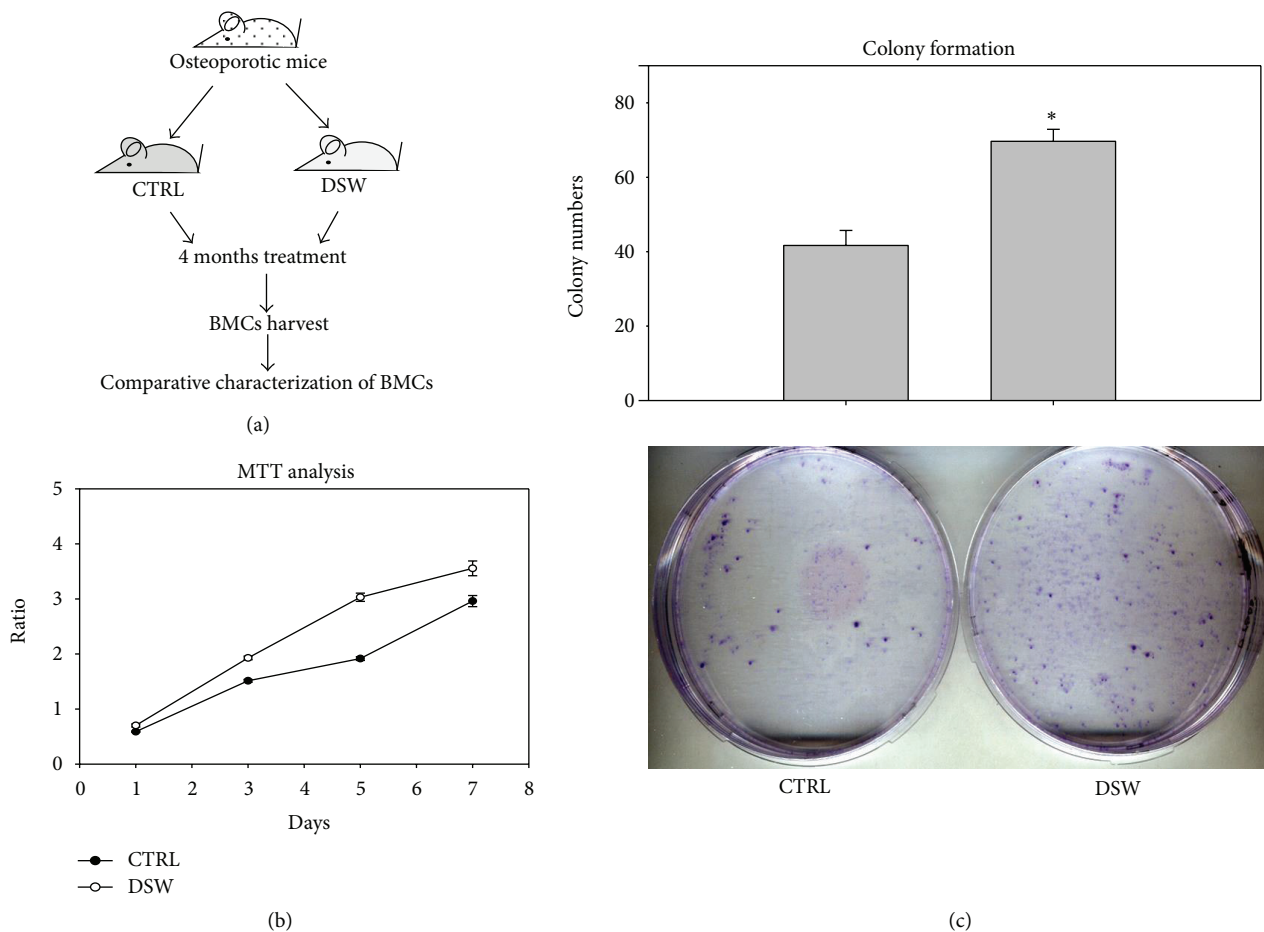 Osteoporotic mice
CTRL
DSW
4 months treatment
BMCs harvest
Comparative characterization of BMCs
(a)
MTT analysis
5
4
3
2
1
0
Ratio
0 1 2 3 4 5 6 7 8
Days
CTRL
DSW
(b)
Colony formation
80
60
40
20
0
Colony numbers
*
CTRL
DSW
(c)